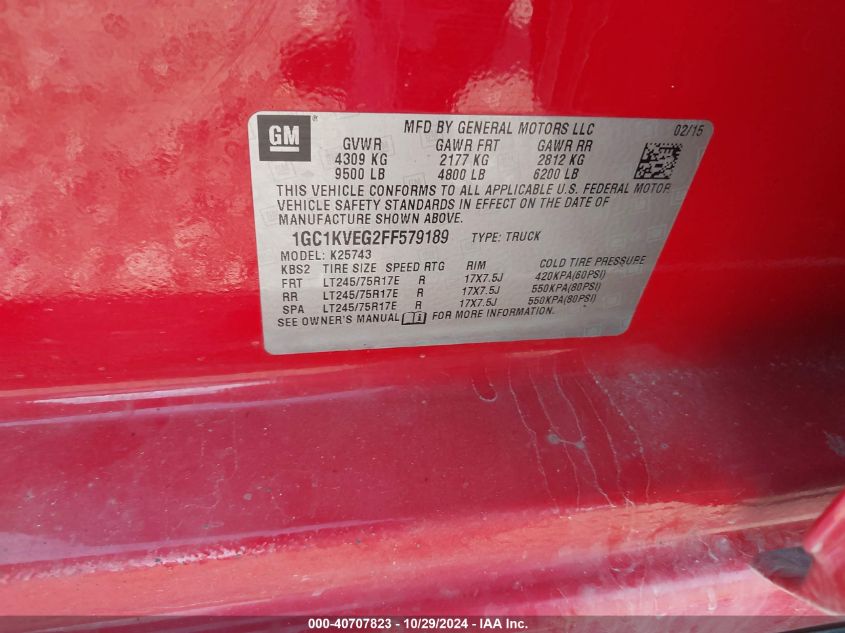 GM
MFD BY GENERAL MOTORS LLC 02/15
GVWR GAWR FRT GAWR RR
4309 KG 2177 KG 2812 KG
9500 LB 4800 LB 6200 LB
THIS VEHICLE CONFORMS TO ALL APPLICABLE U.S. FEDERAL MOTOR
VEHICLE SAFETY STANDARDS IN EFFECT ON THE DATE OF
MANUFACTURE SHOWN ABOVE.
1GC1KVEG2FF579189 TYPE: TRUCK
MODEL: K25743
KBS2 TIRE SIZE SPEED RTG RIM COLD TIRE PRESSURE
FRT LT245/75R17E R 17X7.5J 420KPA(60PSI)
RR LT245/75R17E R 17X7.5J 550KPA(80PSI)
SPA LT245/75R17E R 17X7.5J 550KPA(80PSI)
SEE OWNER'S MANUAL FOR MORE INFORMATION.
000-40707823 - 10/29/2024 - IAA Inc.